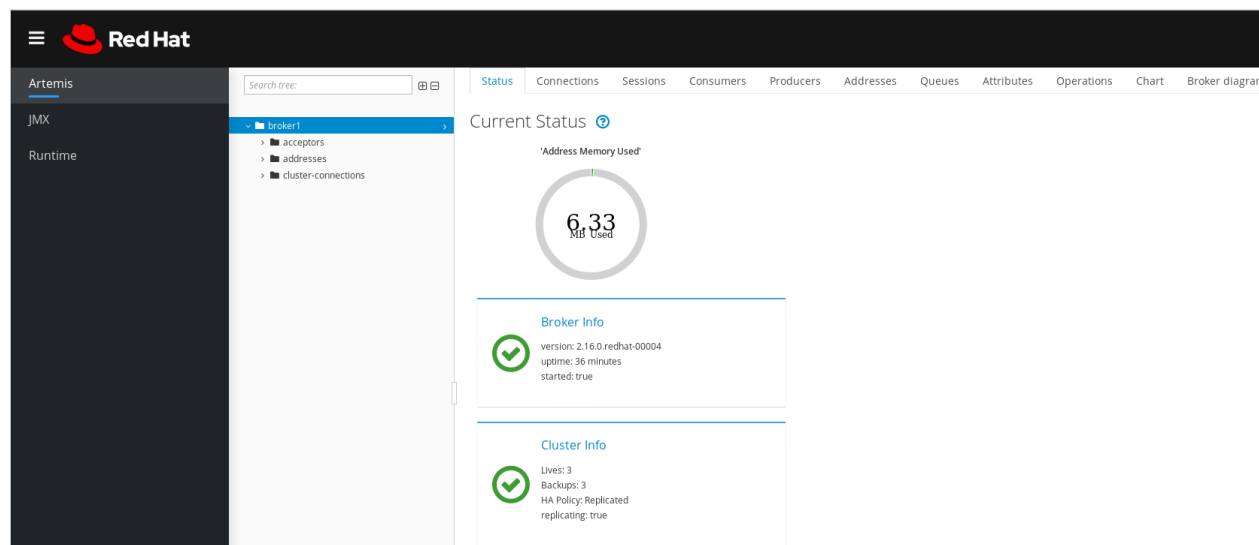 Red Hat
Artemis
JMX
Runtime
Search tree:
broker1
acceptors
addresses
cluster-connections
Status Connections Sessions Consumers Producers Addresses Queues Attributes Operations Chart Broker diagram
Current Status
'Address Memory Used'
6.33
MB Used
Broker Info
version: 2.16.0.redhat-00004
uptime: 36 minutes
started: true
Cluster Info
Lives: 3
Backups: 3
HA Policy: Replicated
replicating: true